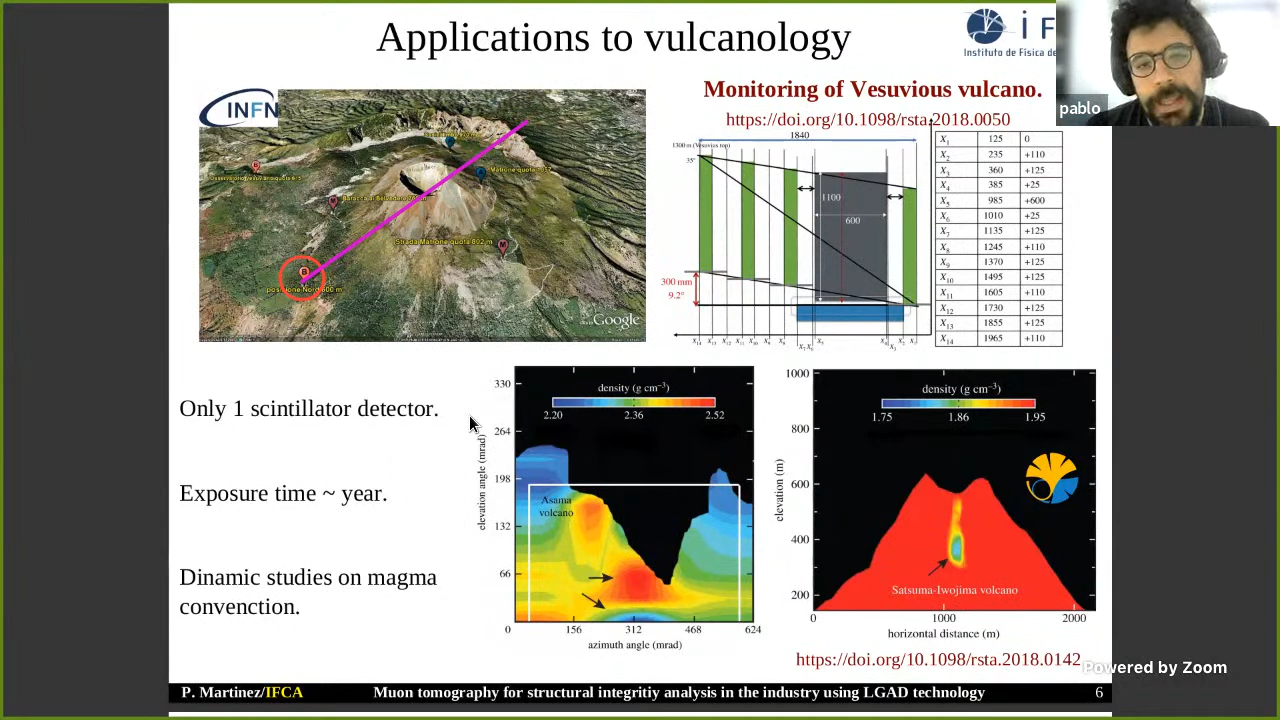 Applications to vulcanology
Instituto de Física de
pablo
INFN
Monitoring of Vesuvious vulcano.
https://doi.org/10.1098/rsta.2018.0050
Strada Matrone quota 802 m
Google
1840
1300 m (Vesuvius top)
35°
1100
600
300 mm
9.2°
X1 125 0
X2 235 +110
X3 360 +125
X4 385 +25
X5 985 +600
X6 1010 +25
X7 1135 +125
X8 1245 +110
X9 1370 +125
X10 1495 +125
X11 1605 +110
X12 1730 +125
X13 1855 +125
X14 1965 +110
Only 1 scintillator detector.
Exposure time ~ year.
Dinamic studies on magma
convenction.
density (g cm−3)
2.20 2.36 2.52
330
264
198
132
66
0 156 312 468 624
elevation angle (mrad)
azimuth angle (mrad)
Asama
volcano
density (g cm−3)
1.75 1.86 1.95
1000
800
600
400
200
0 1000 2000
elevation (m)
horizontal distance (m)
Satsuma-Iwojima volcano
https://doi.org/10.1098/rsta.2018.0142
Powered by Zoom
P. Martinez/IFCA Muon tomography for structural integritiy analysis in the industry using LGAD technology 6